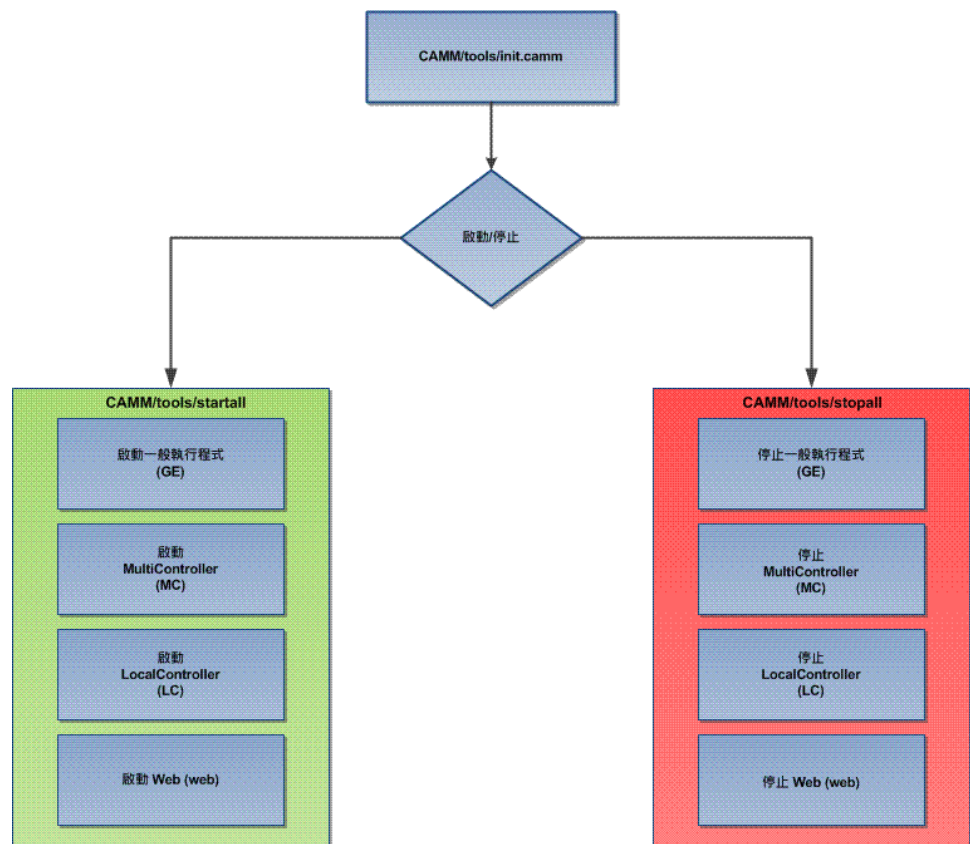 CAMM/tools/init.camm
啟動/停止
CAMM/tools/startall
啟動一般執行程式
(GE)
啟動
MultiController
(MC)
啟動
LocalController
(LC)
啟動 Web (web)
CAMM/tools/stopall
停止一般執行程式
(GE)
停止
MultiController
(MC)
停止
LocalController
(LC)
停止 Web (web)